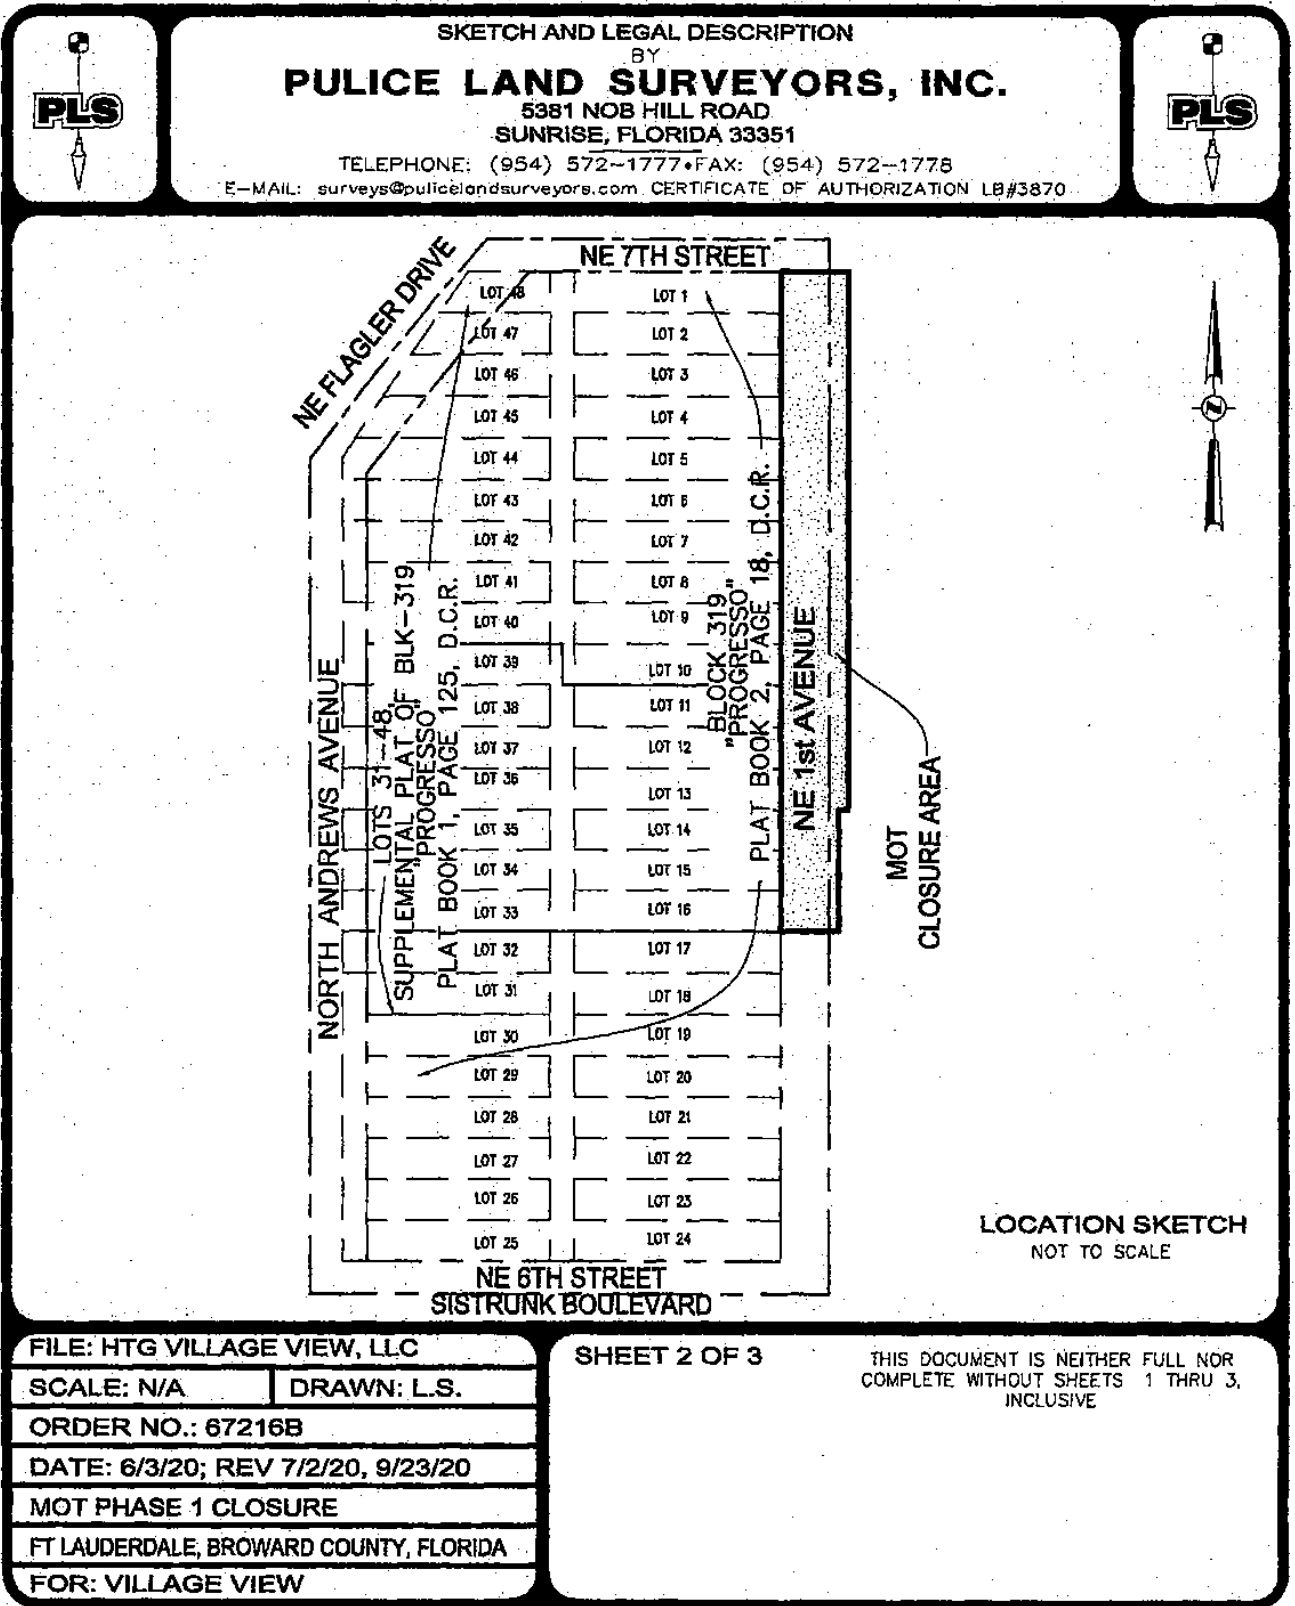 PLS
SKETCH AND LEGAL DESCRIPTION
BY
PULICE LAND SURVEYORS, INC.
5381 NOB HILL ROAD
SUNRISE, FLORIDA 33351
TELEPHONE: (954) 572-1777•FAX: (954) 572-1778
E-MAIL: surveys@pulicelandsurveyors.com CERTIFICATE OF AUTHORIZATION LB#3870
PLS
NE 7TH STREET
NE FLAGLER DRIVE
LOT 48
LOT 1
LOT 47
LOT 2
LOT 46
LOT 3
LOT 45
LOT 4
LOT 44
LOT 5
LOT 43
LOT 6
LOT 42
LOT 7
LOT 41
LOT 8
LOT 40
LOT 9
LOT 39
LOT 10
LOT 38
LOT 11
LOT 37
LOT 12
LOT 36
LOT 13
LOT 35
LOT 14
LOT 34
LOT 15
LOT 33
LOT 16
LOT 32
LOT 17
LOT 31
LOT 18
LOT 30
LOT 19
LOT 29
LOT 20
LOT 28
LOT 21
LOT 27
LOT 22
LOT 26
LOT 23
LOT 25
LOT 24
NORTH ANDREWS AVENUE
LOTS 31-48,
SUPPLEMENTAL PLAT OF BLK-319
"PROGRESSO"
PLAT BOOK 1, PAGE 125, D.C.R.
BLOCK 319
"PROGRESSO"
PLAT BOOK 2, PAGE 18, D.C.R.
NE 1st AVENUE
MOT
CLOSURE AREA
N
NE 6TH STREET
SISTRUNK BOULEVARD
LOCATION SKETCH
NOT TO SCALE
FILE: HTG VILLAGE VIEW, LLC
SCALE: N/A
DRAWN: L.S.
ORDER NO.: 67216B
DATE: 6/3/20; REV 7/2/20, 9/23/20
MOT PHASE 1 CLOSURE
FT LAUDERDALE, BROWARD COUNTY, FLORIDA
FOR: VILLAGE VIEW
SHEET 2 OF 3
THIS DOCUMENT IS NEITHER FULL NOR
COMPLETE WITHOUT SHEETS 1 THRU 3,
INCLUSIVE